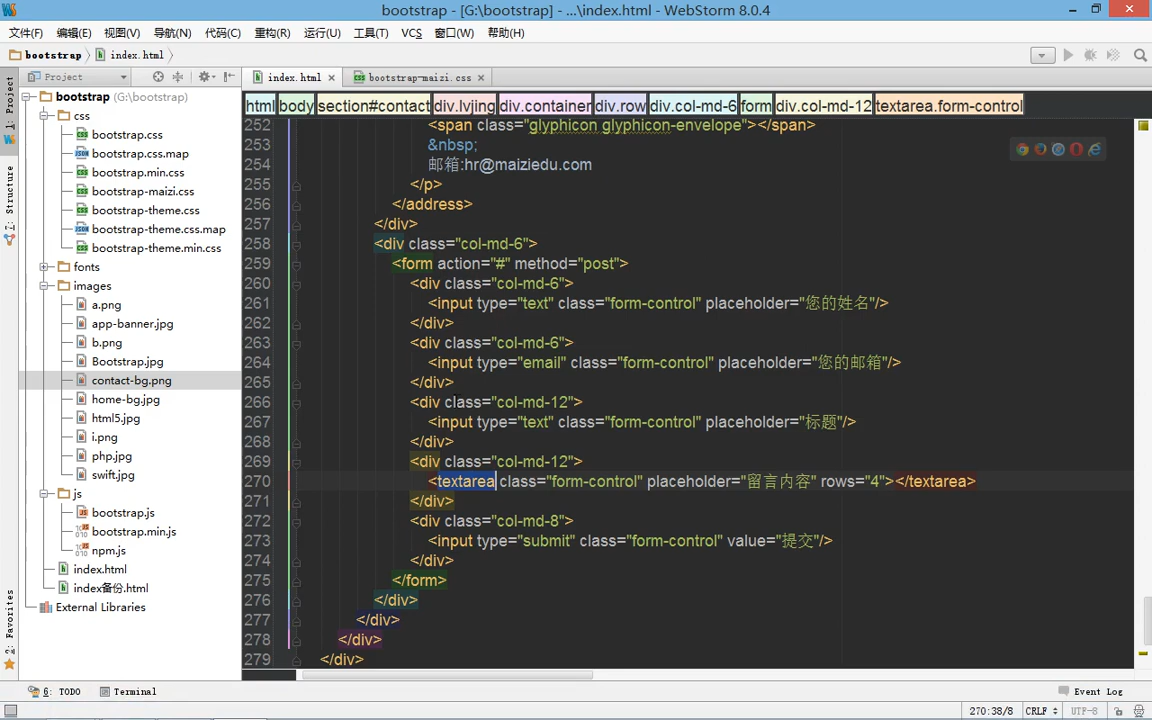 bootstrap - [G:\bootstrap] - ...\index.html - WebStorm 8.0.4
文件(F) 编辑(E) 视图(V) 导航(N) 代码(C) 重构(R) 运行(U) 工具(T) VCS 窗口(W) 帮助(H)
bootstrap index.html
Project index.html bootstrap-maizi.css
html body section#contact div.lvjing div.container div.row div.col-md-6 form div.col-md-12 textarea.form-control
1: Project
7: Structure
2: Favorites
bootstrap (G:\bootstrap)
css
bootstrap.css
bootstrap.css.map
bootstrap.min.css
bootstrap-maizi.css
bootstrap-theme.css
bootstrap-theme.css.map
bootstrap-theme.min.css
fonts
images
a.png
app-banner.jpg
b.png
Bootstrap.jpg
contact-bg.png
home-bg.jpg
html5.jpg
i.png
php.jpg
swift.jpg
js
bootstrap.js
bootstrap.min.js
npm.js
index.html
index备份.html
External Libraries
252 <span class="glyphicon glyphicon-envelope"></span>
253 &nbsp;
254 邮箱:hr@maiziedu.com
255 </p>
256 </address>
257 </div>
258 <div class="col-md-6">
259 <form action="#" method="post">
260 <div class="col-md-6">
261 <input type="text" class="form-control" placeholder="您的姓名"/>
262 </div>
263 <div class="col-md-6">
264 <input type="email" class="form-control" placeholder="您的邮箱"/>
265 </div>
266 <div class="col-md-12">
267 <input type="text" class="form-control" placeholder="标题"/>
268 </div>
269 <div class="col-md-12">
270 <textarea class="form-control" placeholder="留言内容" rows="4"></textarea>
271 </div>
272 <div class="col-md-8">
273 <input type="submit" class="form-control" value="提交"/>
274 </div>
275 </form>
276 </div>
277 </div>
278 </div>
279 </div>
6: TODO Terminal Event Log
270:38/8 CRLF UTF-8